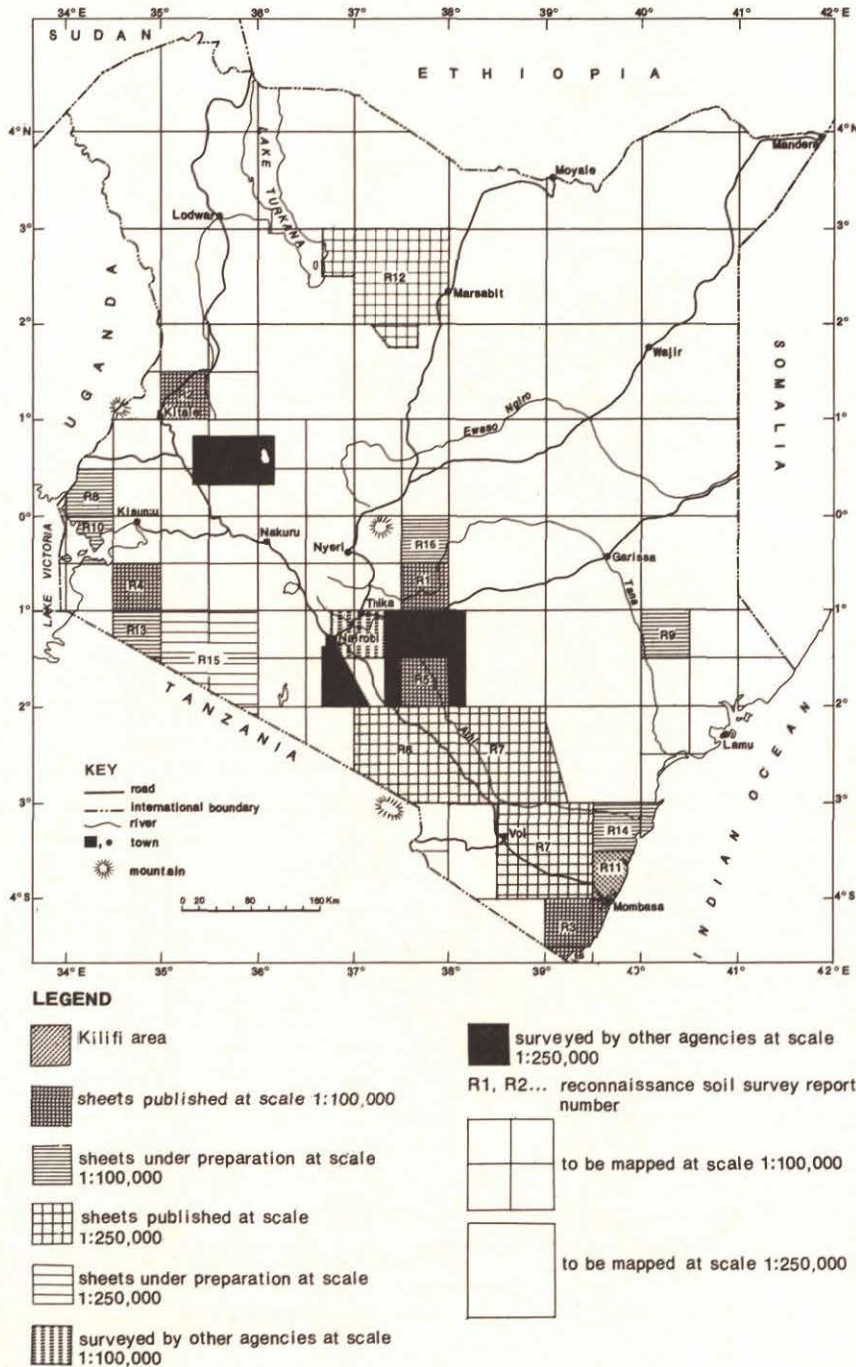 34°E 35° 36° 37° 38° 39° 40° 41° 42°E
SUDAN
ETHIOPIA
4°N 4°N
Mandera
Moyale
LAKE TURKANA
Lodwara
3° 3°
R12
Marsabit
2° 2°
UGANDA
Wajir
SOMALIA
R2
Kitale
1° 1°
Ewaso Ngiro
R8
Kisumu
0° 0°
R10
Nakuru
Nyeri
R16
Garissa
LAKE VICTORIA
R4
R1
Tana
Thika
1° 1°
R13
Nairobi
R9
R15
R5
2° 2°
TANZANIA
R6
Athi
R7
Lamu
KEY
road
international boundary
river
town
mountain
3° 3°
R14
Voi
R7
R11
4°S 4°S
0 20 80 160 Km
Mombasa
R3
INDIAN OCEAN
34°E 35° 36° 37° 38° 39° 40° 41° 42°E
LEGEND
Kilifi area
sheets published at scale 1:100,000
sheets under preparation at scale
1:100,000
sheets published at scale
1:250,000
sheets under preparation at scale
1:250,000
surveyed by other agencies at scale
1:100,000
surveyed by other agencies at scale
1:250,000
R1, R2... reconnaissance soil survey report
number
to be mapped at scale 1:100,000
to be mapped at scale 1:250,000